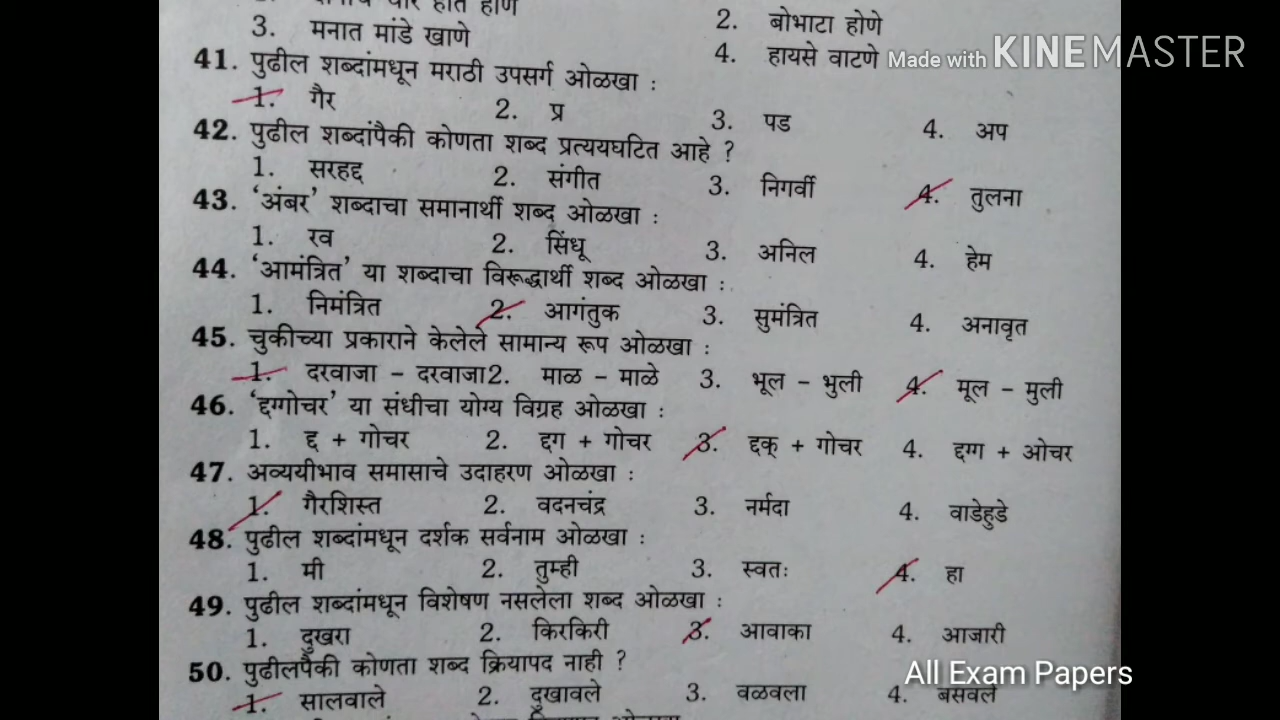 2. बोभाटा होणे
3. मनात मांडे खाणे
4. हायसे वाटणे
Made with KINEMASTER
41. पुढील शब्दांमधून मराठी उपसर्ग ओळखा :
1. गैर 2. प्र 3. पड 4. अप
42. पुढील शब्दांपैकी कोणता शब्द प्रत्ययघटित आहे ?
1. सरहद्द 2. संगीत 3. निगर्वी 4. तुलना
43. 'अंबर' शब्दाचा समानार्थी शब्द ओळखा :
1. रव 2. सिंधू 3. अनिल 4. हेम
44. 'आमंत्रित' या शब्दाचा विरूद्धार्थी शब्द ओळखा :
1. निमंत्रित 2. आगंतुक 3. सुमंत्रित 4. अनावृत
45. चुकीच्या प्रकाराने केलेले सामान्य रूप ओळखा :
1. दरवाजा - दरवाजा 2. माळ - माळे 3. भूल - भुली 4. मूल - मुली
46. 'द्दग्गोचर' या संधीचा योग्य विग्रह ओळखा :
1. द्द + गोचर 2. द्दग + गोचर 3. द्दक् + गोचर 4. द्दग्ग + ओचर
47. अव्ययीभाव समासाचे उदाहरण ओळखा :
1. गैरशिस्त 2. वदनचंद्र 3. नर्मदा 4. वाडेहुडे
48. पुढील शब्दांमधून दर्शक सर्वनाम ओळखा :
1. मी 2. तुम्ही 3. स्वतः 4. हा
49. पुढील शब्दांमधून विशेषण नसलेला शब्द ओळखा :
1. दुखरा 2. किरकिरी 3. आवाका 4. आजारी
50. पुढीलपैकी कोणता शब्द क्रियापद नाही ?
All Exam Papers
1. सालवाले 2. दुखावले 3. वळवला 4. बसवले